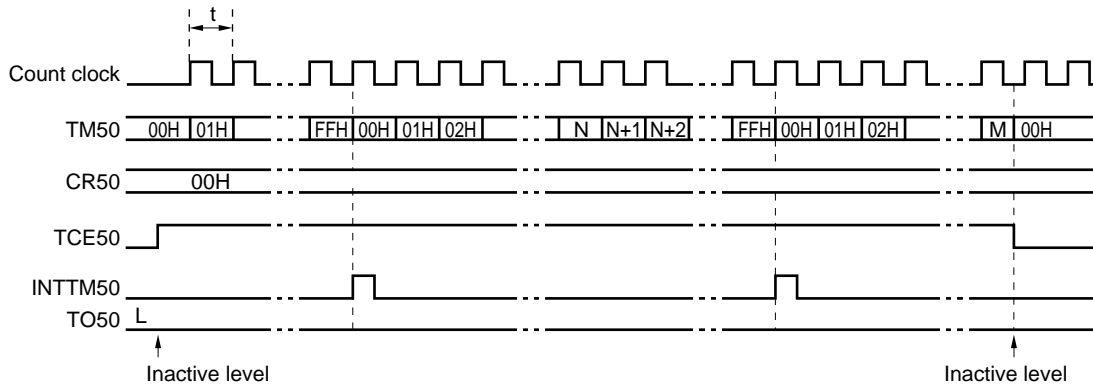 t
Count clock
TM50 00H 01H FFH 00H 01H 02H N N+1 N+2 FFH 00H 01H 02H M 00H
CR50 00H
TCE50
INTTM50
TO50 L
Inactive level Inactive level